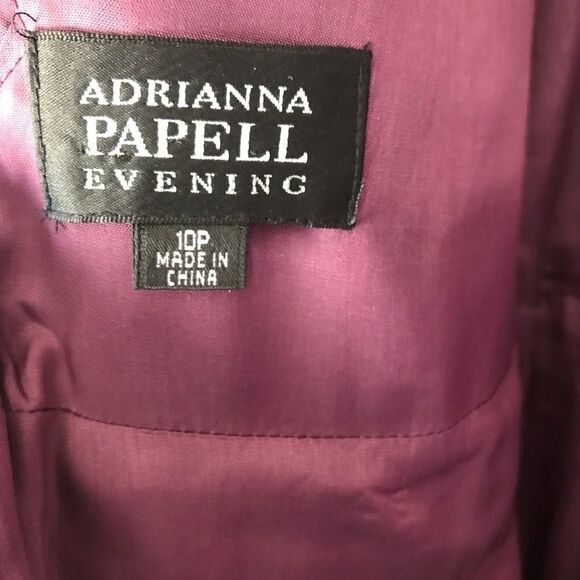 ADRIANNA
PAPELL
EVENING
10P
MADE IN
CHINA